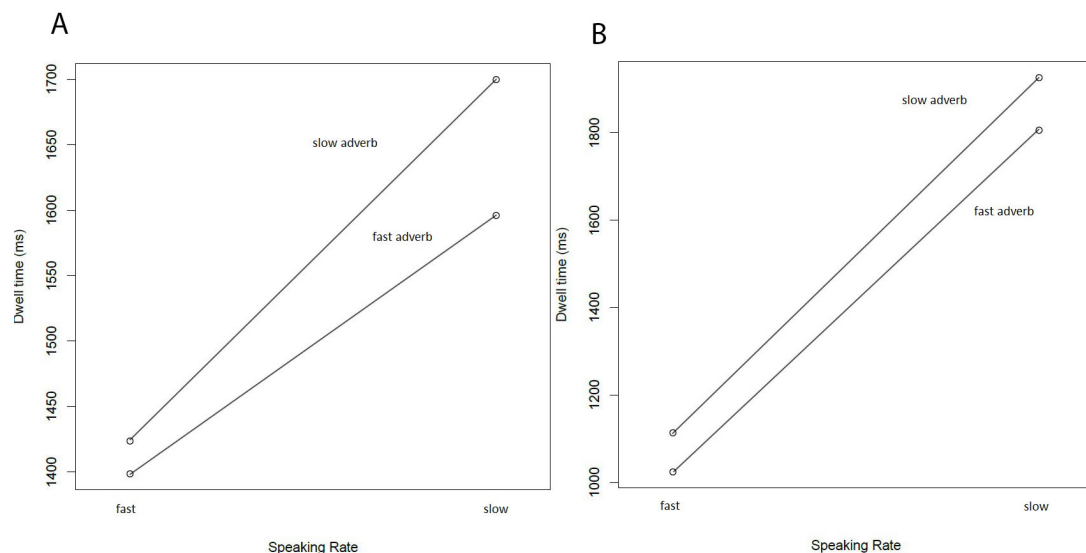 A
Dwell time (ms)
1700
1650
1600
1550
1500
1450
1400
slow adverb
fast adverb
fast
slow
Speaking Rate
B
Dwell time (ms)
1800
1600
1400
1200
1000
slow adverb
fast adverb
fast
slow
Speaking Rate